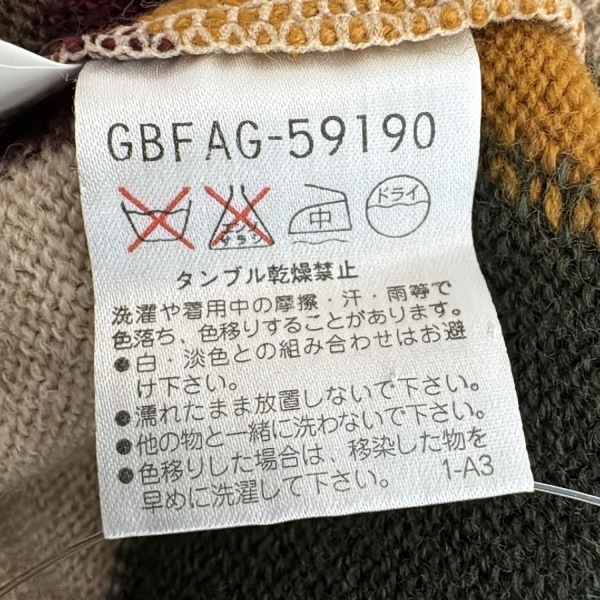 GBFAG-59190
エンソ
サラシ
中
ドライ
タンブル乾燥禁止
洗濯や着用中の摩擦・汗・雨等で
色落ち、色移りすることがあります。
●白・淡色との組み合わせはお避
け下さい。
●濡れたまま放置しないで下さい。
●他の物と一緒に洗わないで下さい。
●色移りした場合は、移染した物を
早めに洗濯して下さい。
1-A3